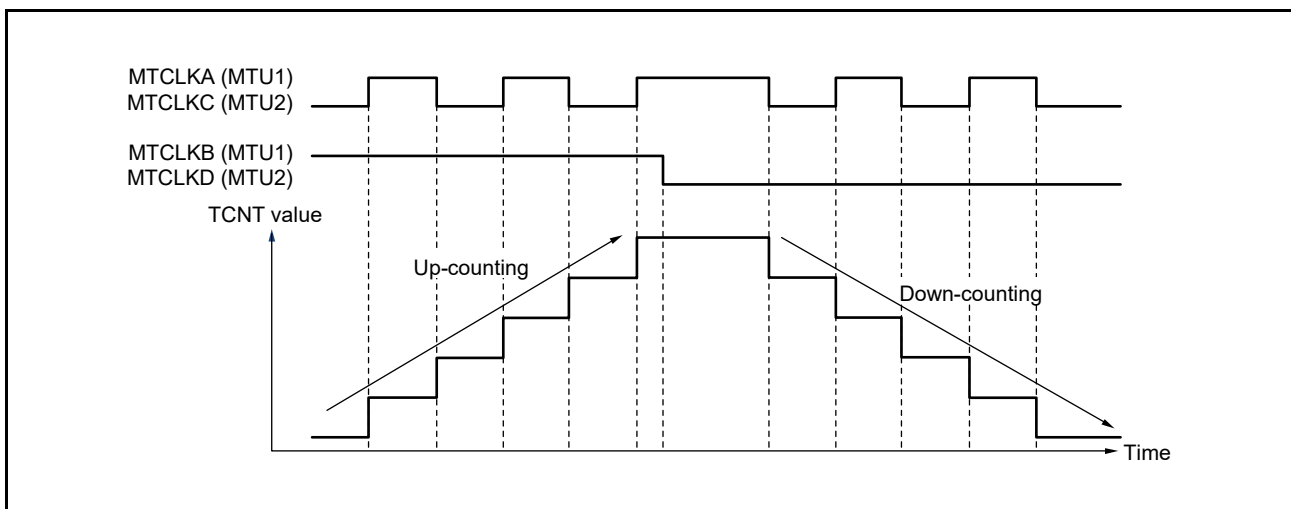 MTCLKA (MTU1)
MTCLKC (MTU2)
MTCLKB (MTU1)
MTCLKD (MTU2)
TCNT value
Up-counting
Down-counting
Time